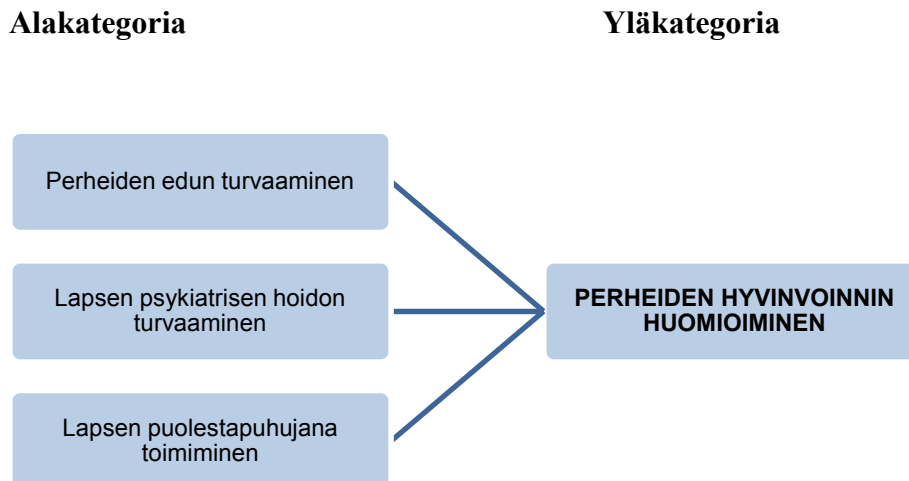 Alakategoria
Yläkategoria
Perheiden edun turvaaminen
Lapsen psykiatrisen hoidon
turvaaminen
PERHEIDEN HYVINVOINNIN
HUOMIOIMINEN
Lapsen puolestapuhujana
toimiminen